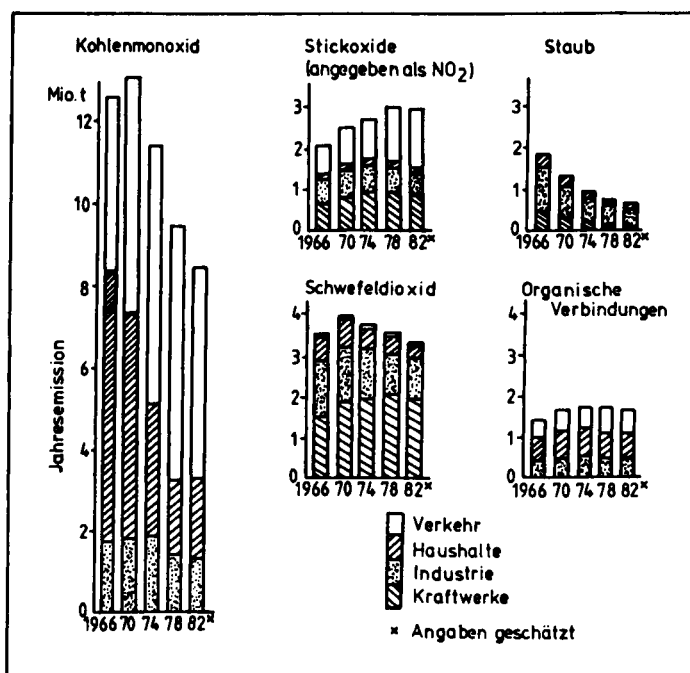 Kohlenmonoxid
Mio. t
12
10
8
6
4
2
0
Jahresemission
1966 70 74 78 82*
Stickoxide
(angegeben als NO₂)
3
2
1
0
1966 70 74 78 82*
Staub
3
2
1
0
1966 70 74 78 82*
Schwefeldioxid
4
3
2
1
0
1966 70 74 78 82*
Organische
Verbindungen
4
3
2
1
0
1966 70 74 78 82*
Verkehr
Haushalte
Industrie
Kraftwerke
* Angaben geschätzt